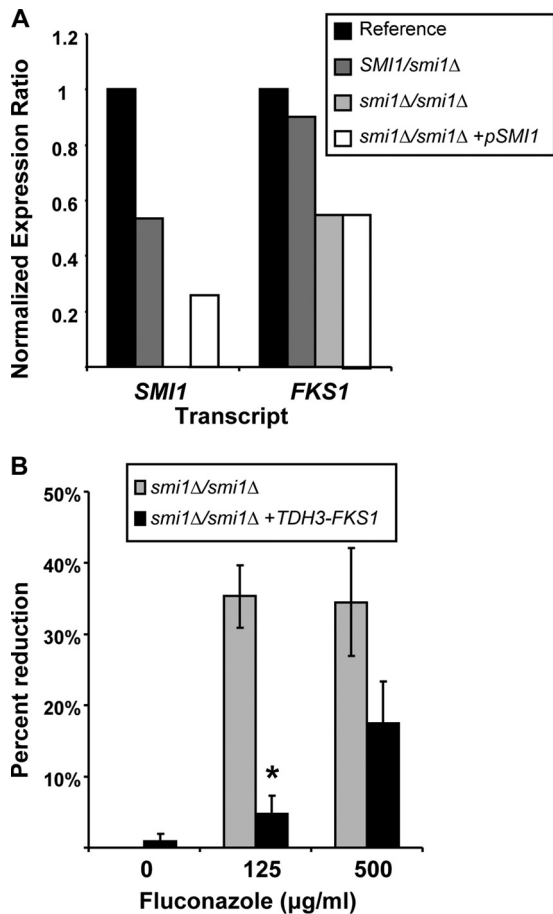 A
1.2
1
0.8
0.6
0.4
0.2
Normalized Expression Ratio
Reference
SMI1/smi1Δ
smi1Δ/smi1Δ
smi1Δ/smi1Δ +pSMI1
SMI1
FKS1
Transcript
B
smi1Δ/smi1Δ
smi1Δ/smi1Δ +TDH3-FKS1
50%
40%
30%
20%
10%
Percent reduction
*
0
125
500
Fluconazole (µg/ml)